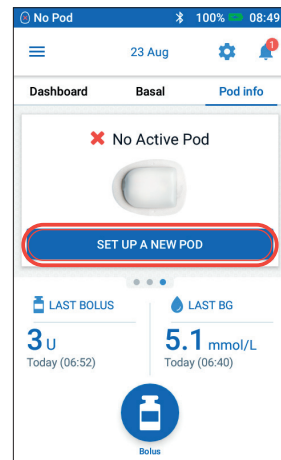 No Pod 100% 08:49
23 Aug 1
Dashboard Basal Pod info
No Active Pod
SET UP A NEW POD
LAST BOLUS LAST BG
3 U 5.1 mmol/L
Today (06:52) Today (06:40)
Bolus